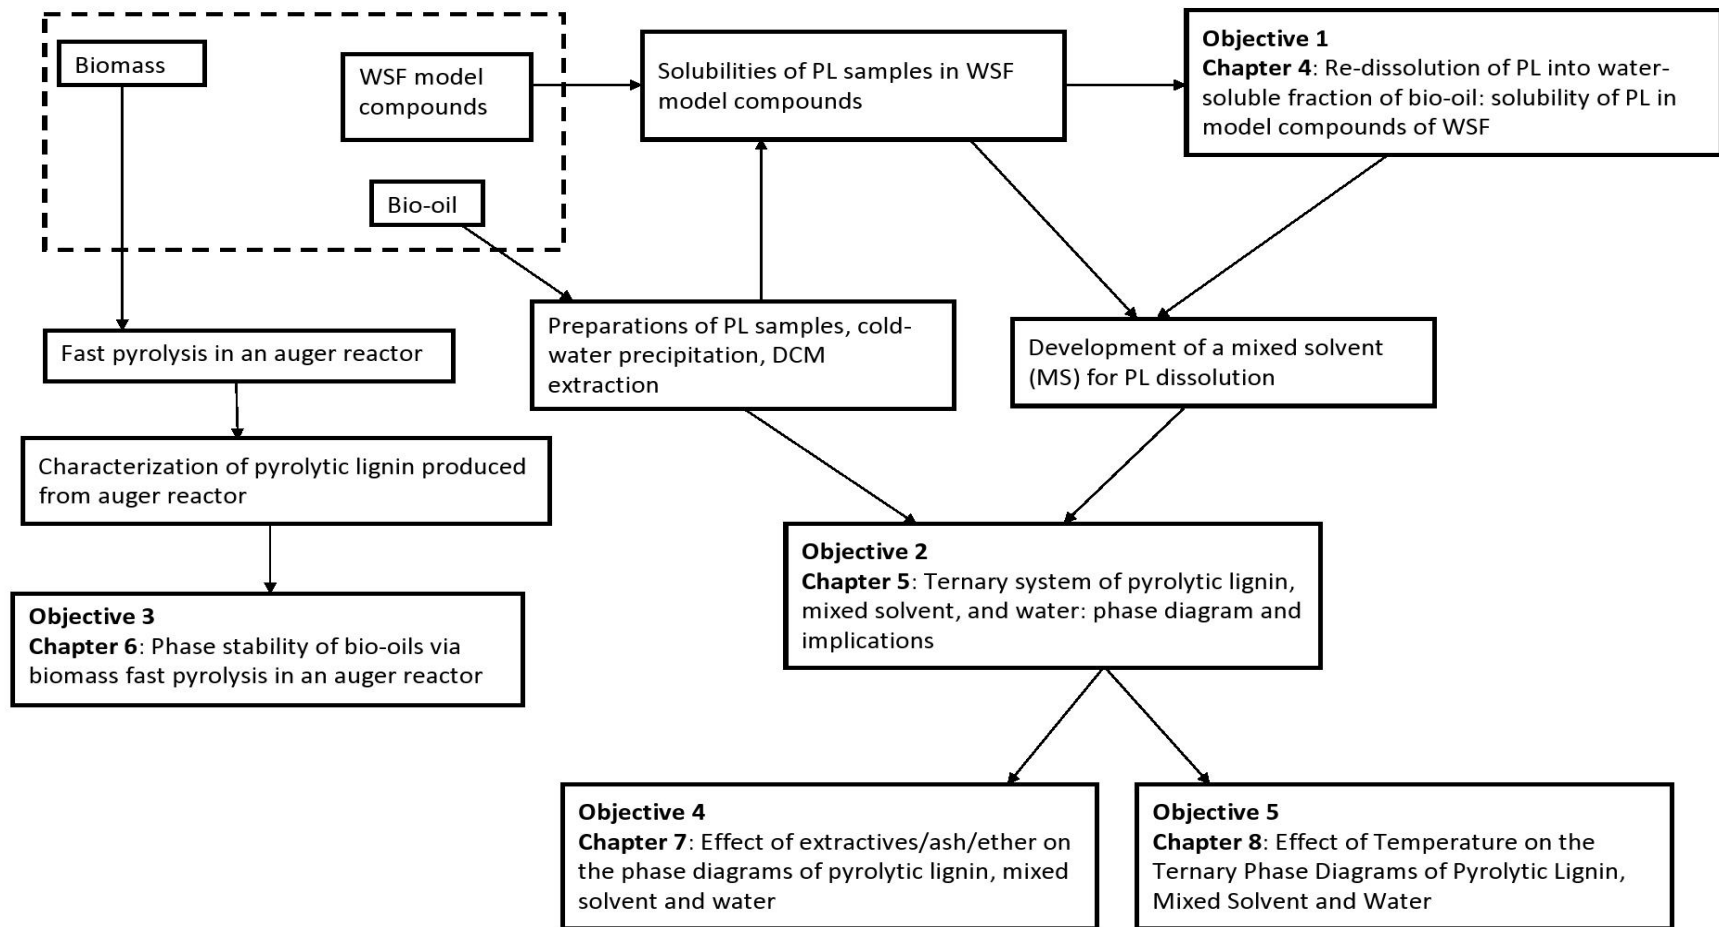 Biomass
WSF model
compounds
Bio-oil
Solubilities of PL samples in WSF
model compounds
Objective 1
Chapter 4: Re-dissolution of PL into water-
soluble fraction of bio-oil: solubility of PL in
model compounds of WSF
Fast pyrolysis in an auger reactor
Preparations of PL samples, cold-
water precipitation, DCM
extraction
Development of a mixed solvent
(MS) for PL dissolution
Characterization of pyrolytic lignin produced
from auger reactor
Objective 2
Chapter 5: Ternary system of pyrolytic lignin,
mixed solvent, and water: phase diagram and
implications
Objective 3
Chapter 6: Phase stability of bio-oils via
biomass fast pyrolysis in an auger reactor
Objective 4
Chapter 7: Effect of extractives/ash/ether on
the phase diagrams of pyrolytic lignin, mixed
solvent and water
Objective 5
Chapter 8: Effect of Temperature on the
Ternary Phase Diagrams of Pyrolytic Lignin,
Mixed Solvent and Water